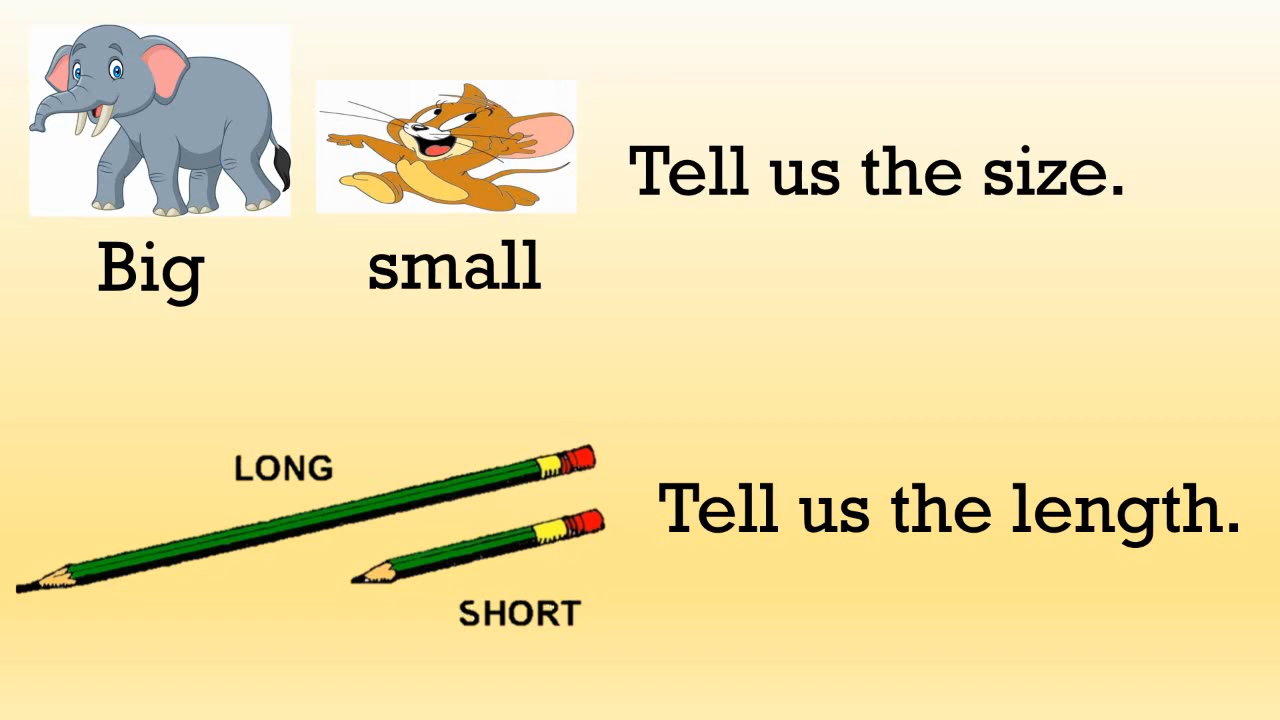 Tell us the size.
Big small
LONG
Tell us the length.
SHORT